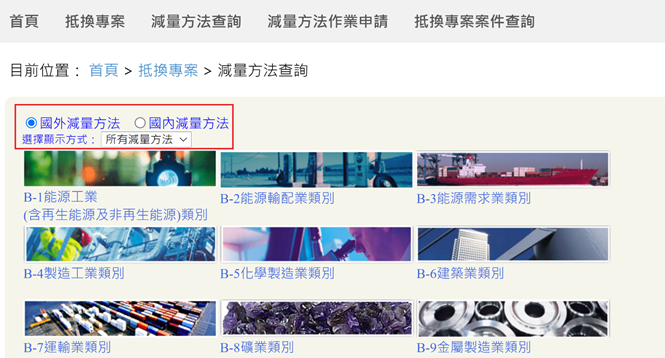 首頁 抵換專案 減量方法查詢 減量方法作業申請 抵換專案案件查詢
目前位置： 首頁 > 抵換專案 > 減量方法查詢
國外減量方法 國內減量方法
選擇顯示方式： 所有減量方法
B-1能源工業
(含再生能源及非再生能源)類別
B-2能源輸配業類別
B-3能源需求業類別
B-4製造工業類別
B-5化學製造業類別
B-6建築業類別
B-7運輸業類別
B-8礦業類別
B-9金屬製造業類別